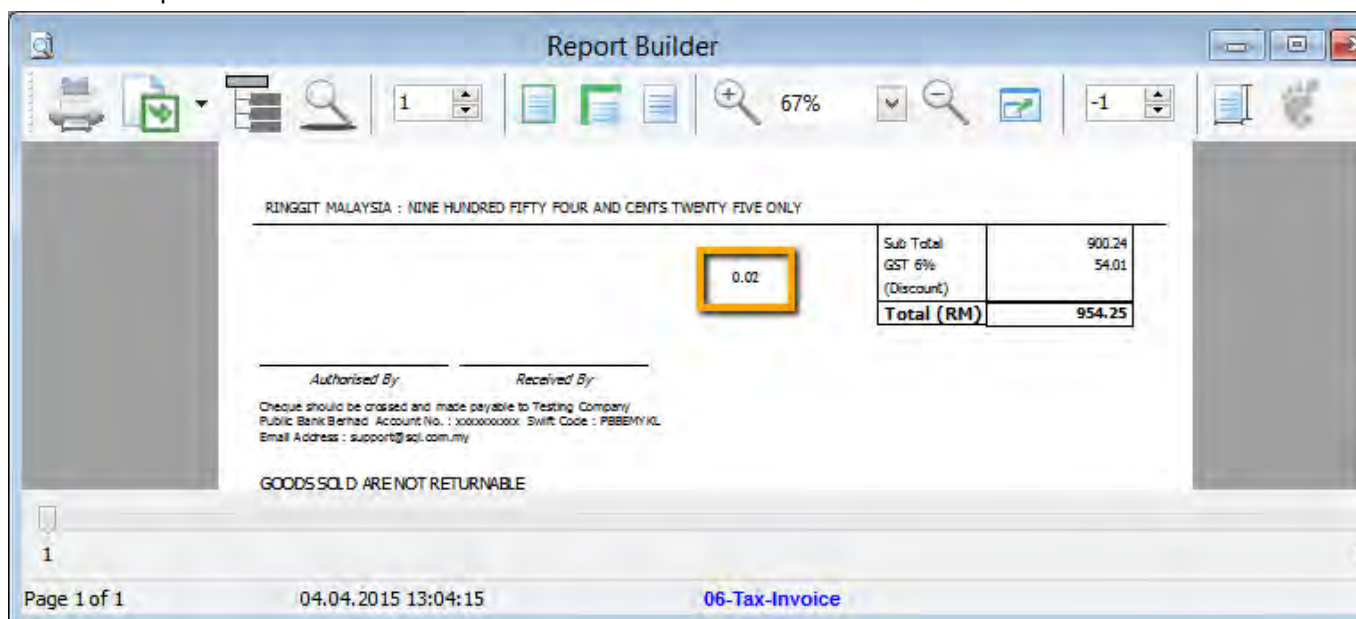 Report Builder
1
67%
-1
RINGGIT MALAYSIA : NINE HUNDRED FIFTY FOUR AND CENTS TWENTY FIVE ONLY
Sub Total 900.24
0.02
GST 6% 54.01
(Discount)
Total (RM) 954.25
Authorised By Received By
Cheque should be crossed and made payable to Testing Company
Public Bank Berhad Account No. : xxxxxxxxxx Swift Code : PBBEMYKL
Email Address : support@sql.com.my
GOODS SOLD ARE NOT RETURNABLE
1
Page 1 of 1 04.04.2015 13:04:15 06-Tax-Invoice